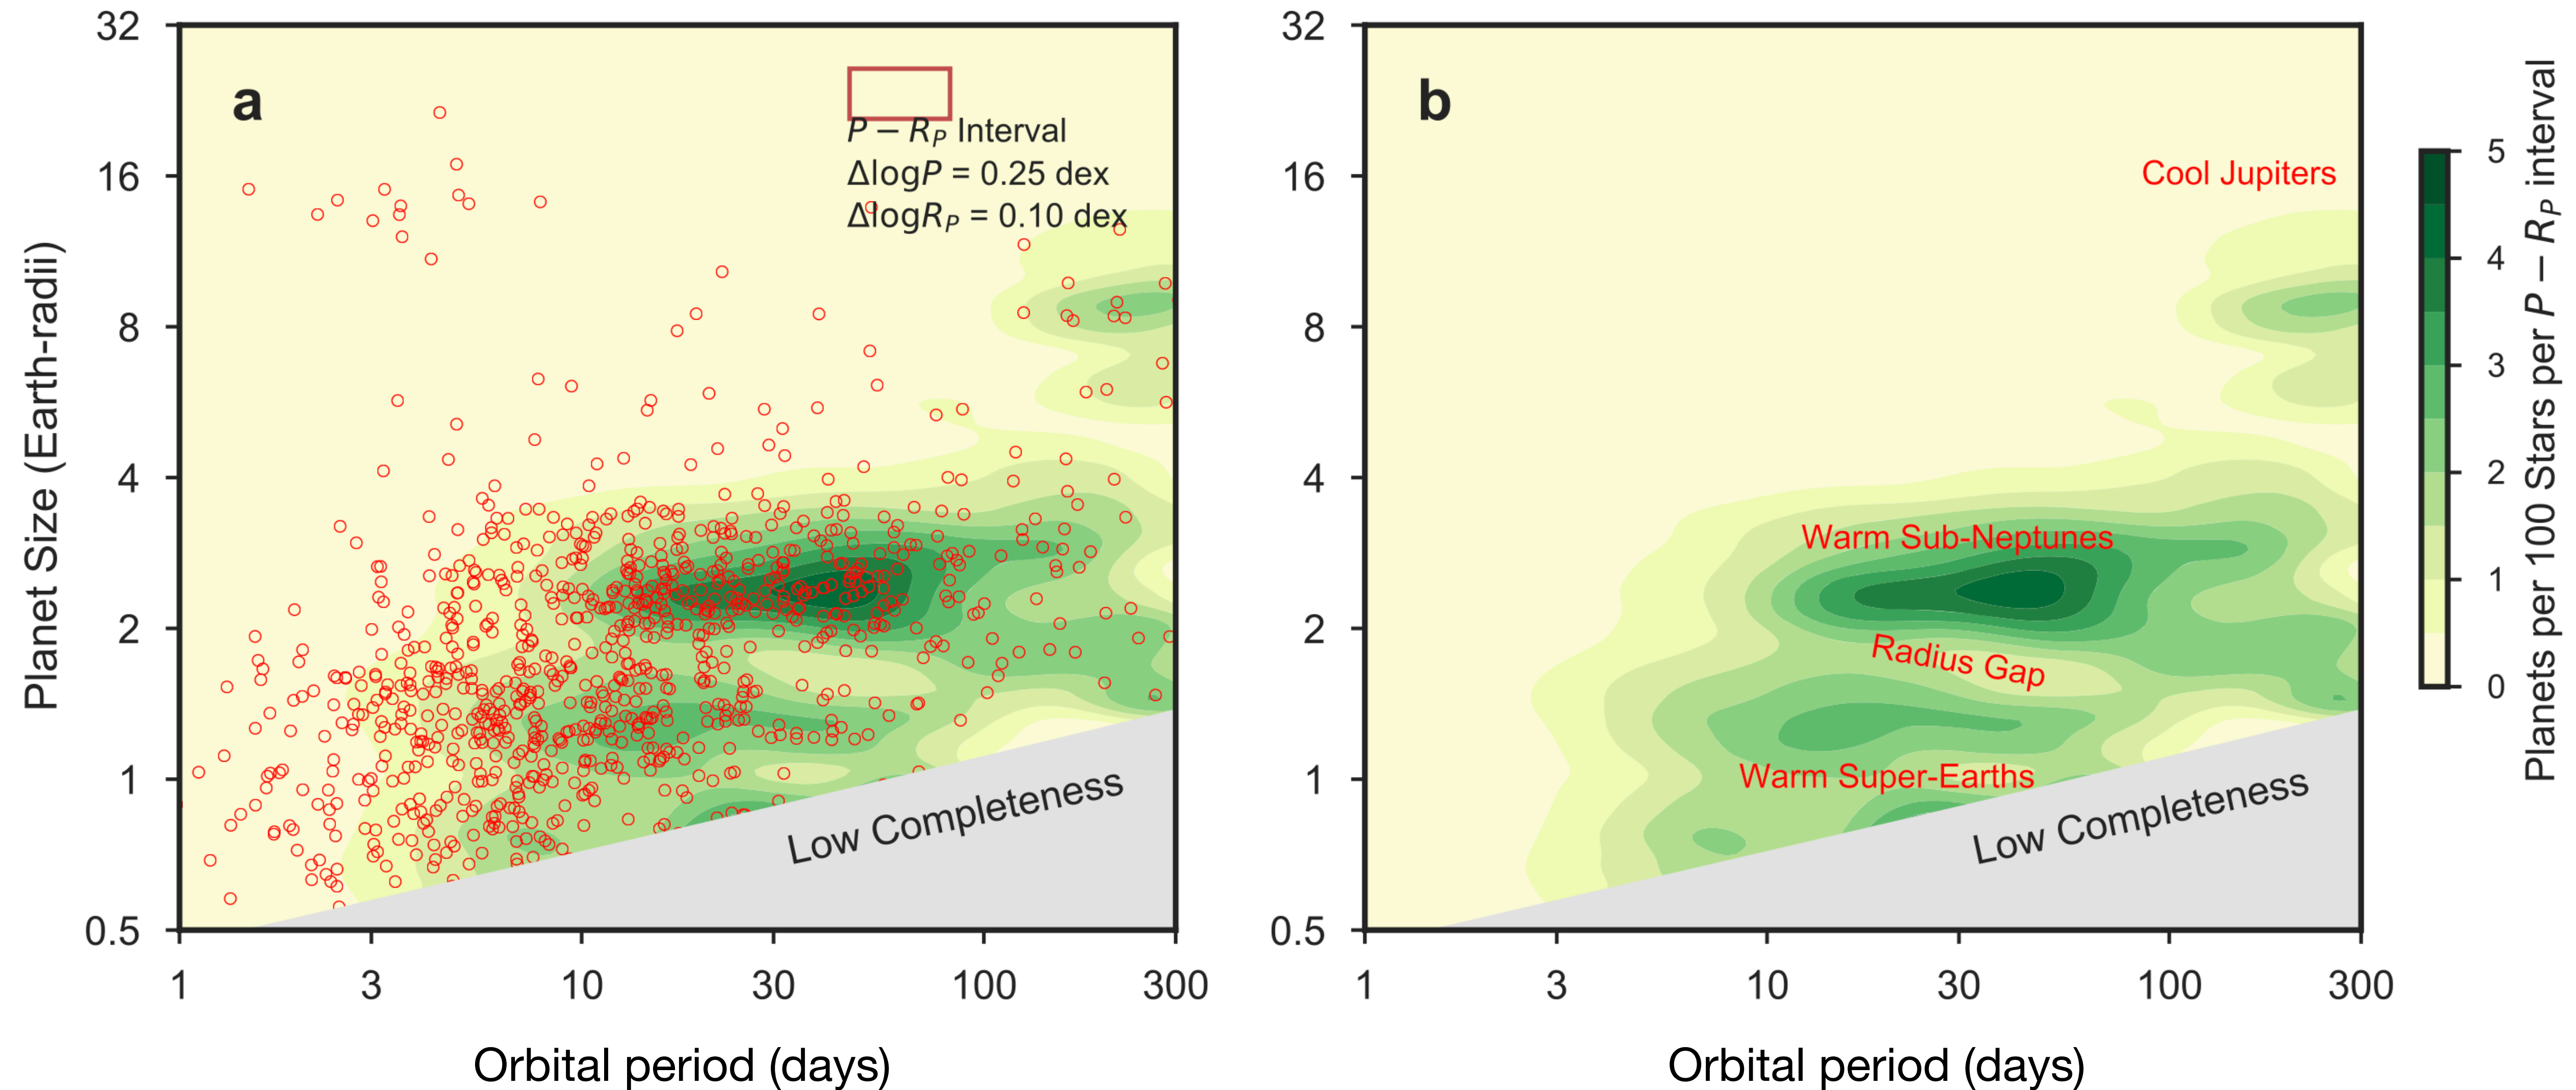 a
P − R_P Interval
ΔlogP = 0.25 dex
ΔlogR_P = 0.10 dex
Low Completeness
32
16
8
4
2
1
0.5
Planet Size (Earth-radii)
1 3 10 30 100 300
Orbital period (days)
b
Cool Jupiters
Warm Sub-Neptunes
Radius Gap
Warm Super-Earths
Low Completeness
32
16
8
4
2
1
0.5
1 3 10 30 100 300
Orbital period (days)
5
4
3
2
1
0
Planets per 100 Stars per P − R_P interval